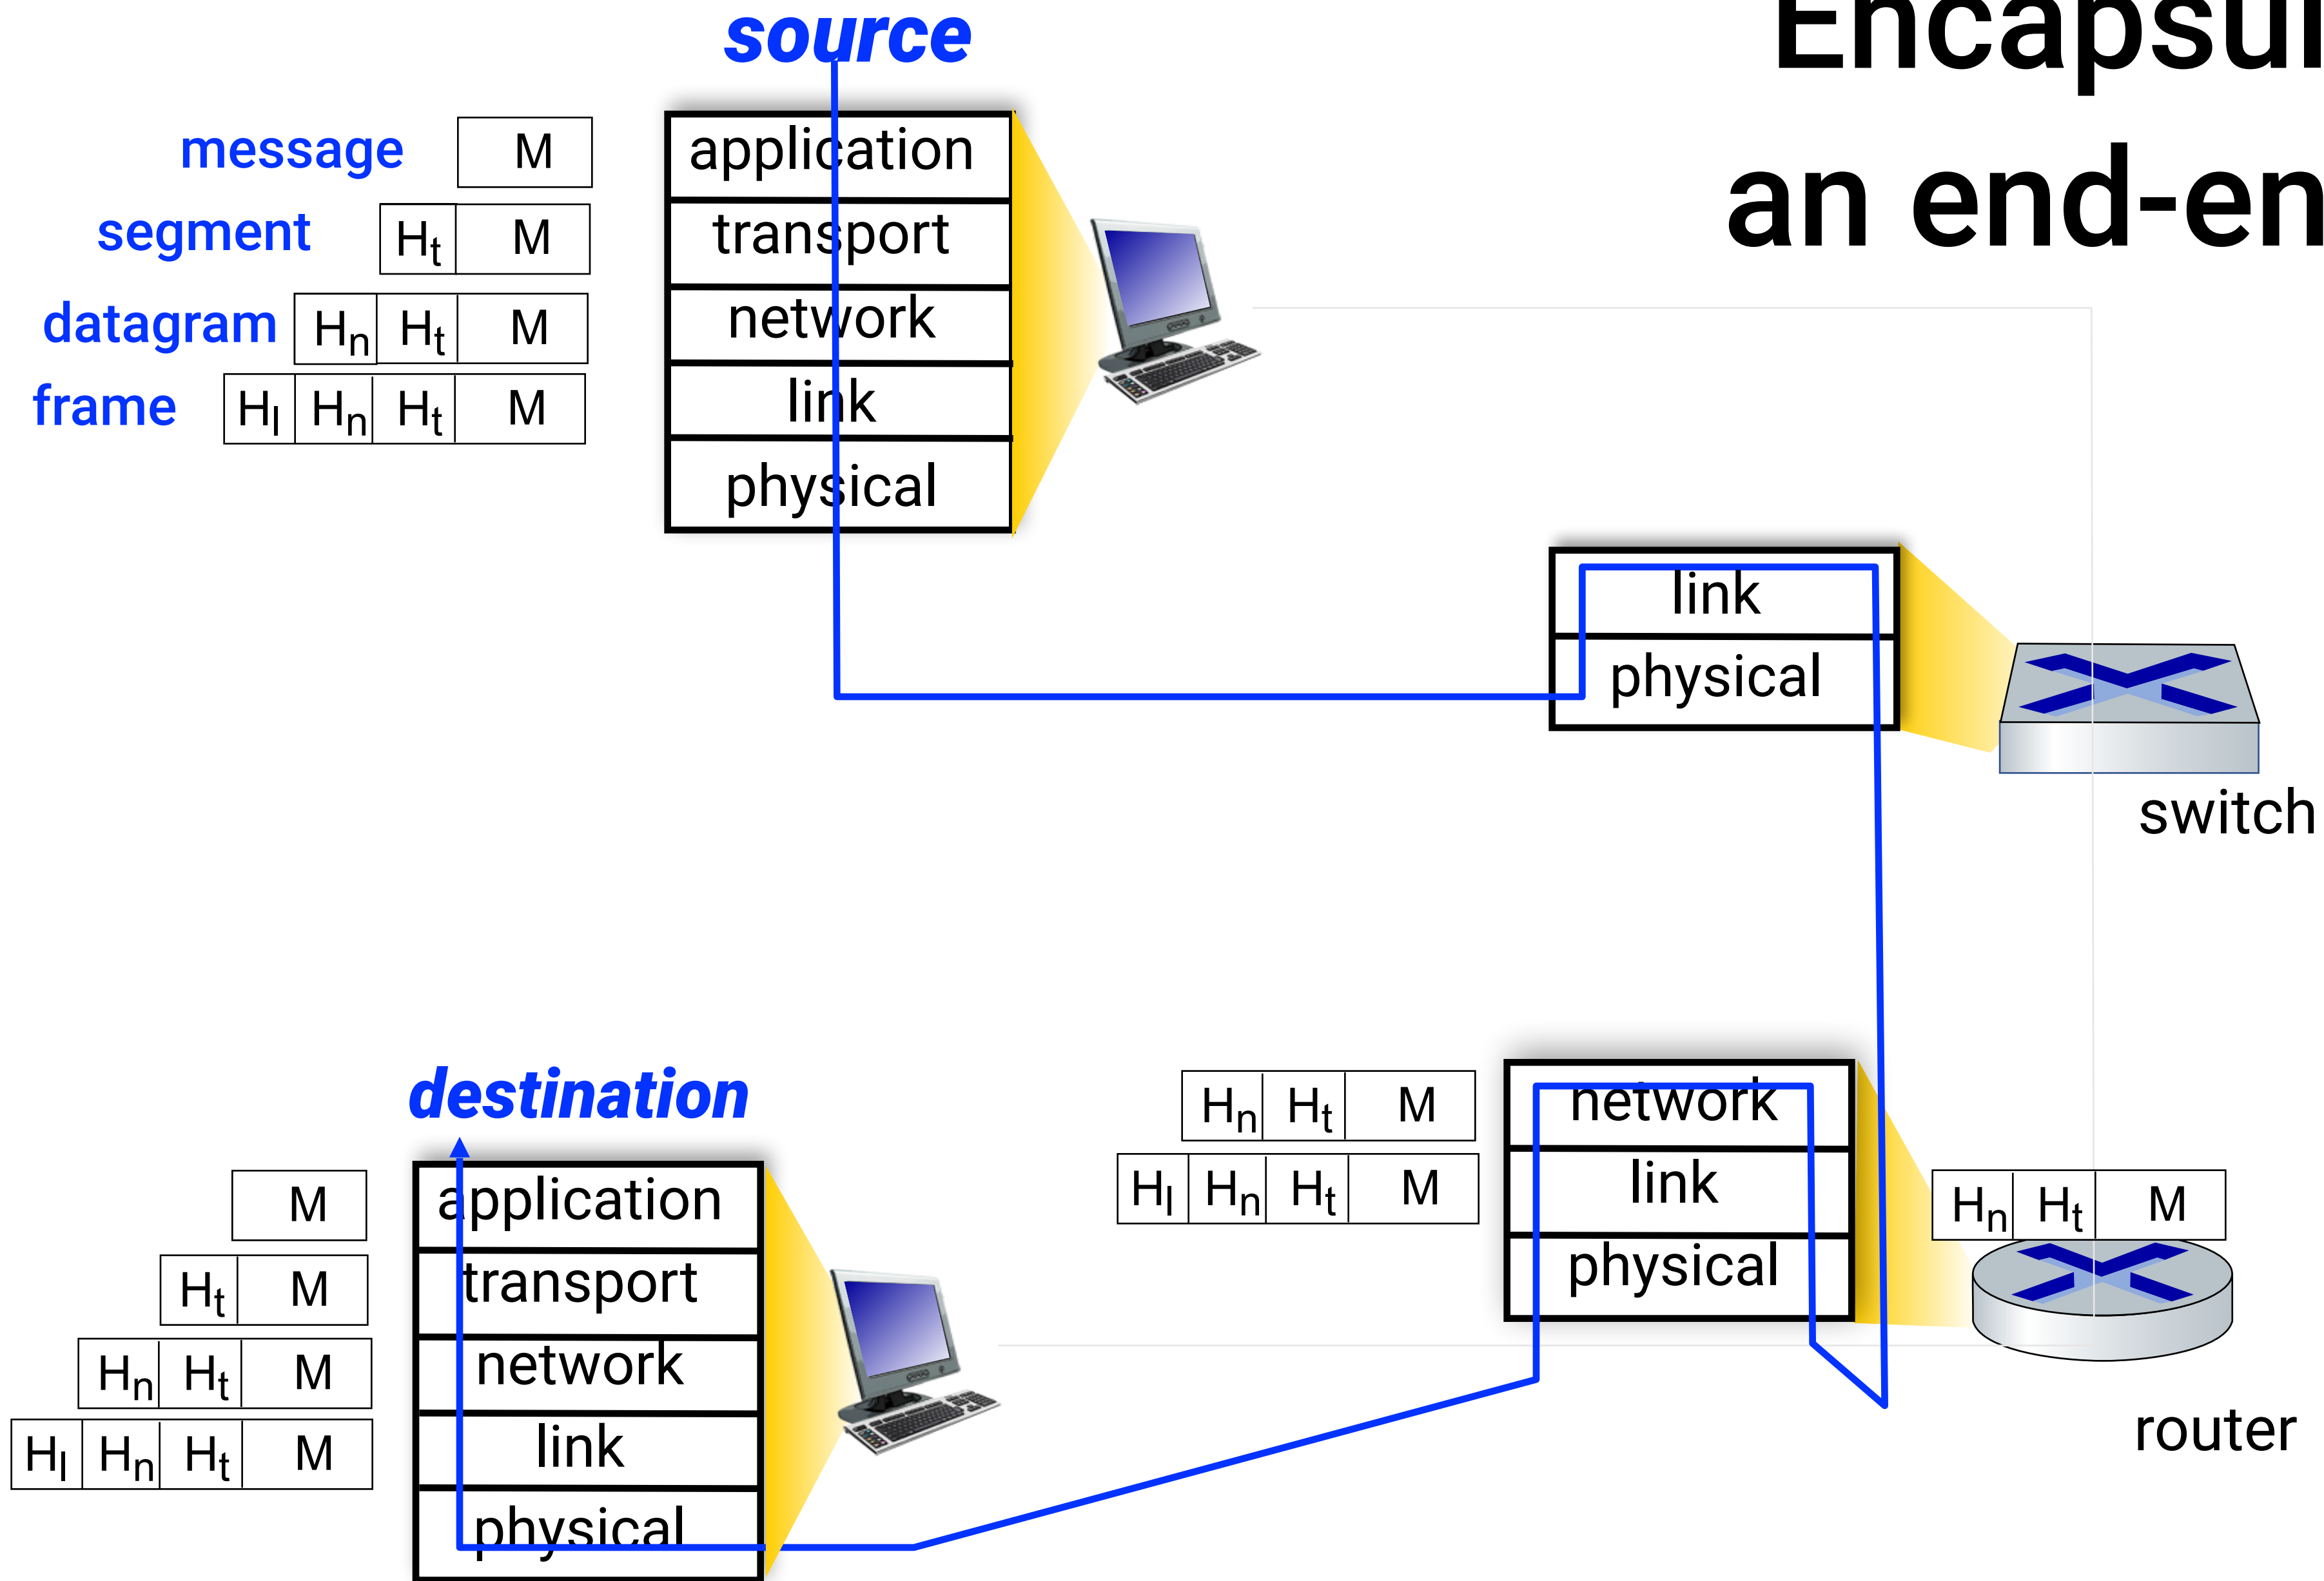 Encapsul
an end-en
source
message M
segment Ht M
datagram Hn Ht M
frame Hl Hn Ht M
application
transport
network
link
physical
link
physical
switch
destination
M
Ht M
Hn Ht M
Hl Hn Ht M
application
transport
network
link
physical
Hn Ht M
Hl Hn Ht M
network
link
physical
Hn Ht M
router